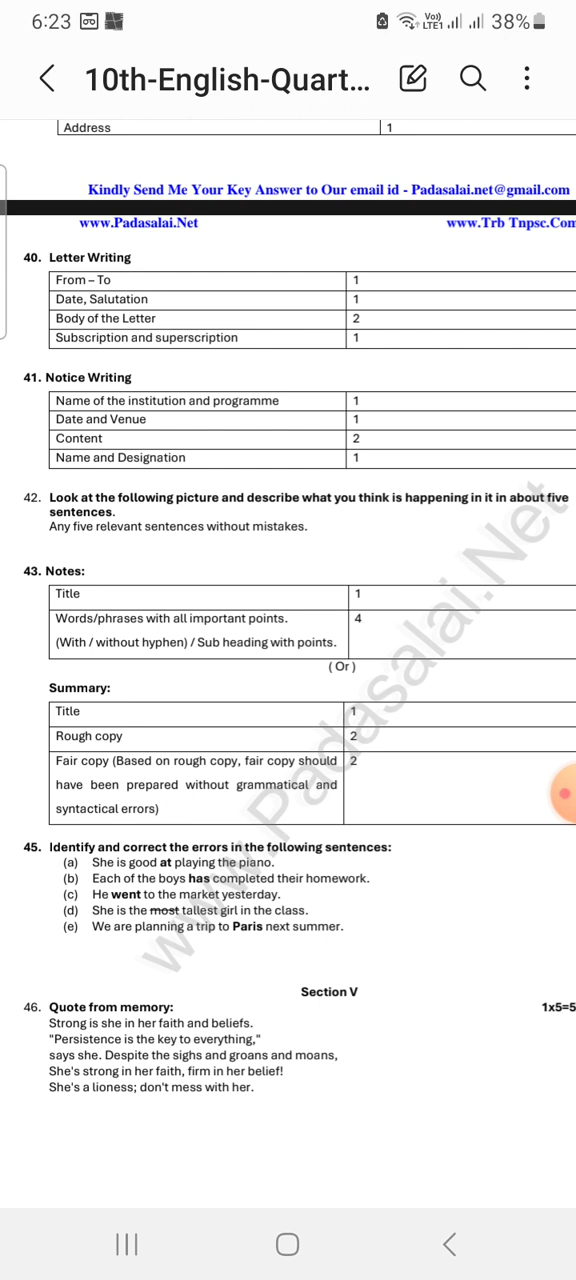 6:23
Vo))
LTE1
38%
10th-English-Quart...
Address 1
Kindly Send Me Your Key Answer to Our email id - Padasalai.net@gmail.com
www.Padasalai.Net www.Trb Tnpsc.Com
40. Letter Writing
From – To 1
Date, Salutation 1
Body of the Letter 2
Subscription and superscription 1
41. Notice Writing
Name of the institution and programme 1
Date and Venue 1
Content 2
Name and Designation 1
42. Look at the following picture and describe what you think is happening in it in about five
sentences.
Any five relevant sentences without mistakes.
43. Notes:
Title 1
Words/phrases with all important points. 4
(With / without hyphen) / Sub heading with points.
( Or )
Summary:
Title 1
Rough copy 2
Fair copy (Based on rough copy, fair copy should 2
have been prepared without grammatical and
syntactical errors)
45. Identify and correct the errors in the following sentences:
(a) She is good at playing the piano.
(b) Each of the boys has completed their homework.
(c) He went to the market yesterday.
(d) She is the most tallest girl in the class.
(e) We are planning a trip to Paris next summer.
Section V
46. Quote from memory: 1x5=5
Strong is she in her faith and beliefs.
"Persistence is the key to everything,"
says she. Despite the sighs and groans and moans,
She's strong in her faith, firm in her belief!
She's a lioness; don't mess with her.
www.Padasalai.Net